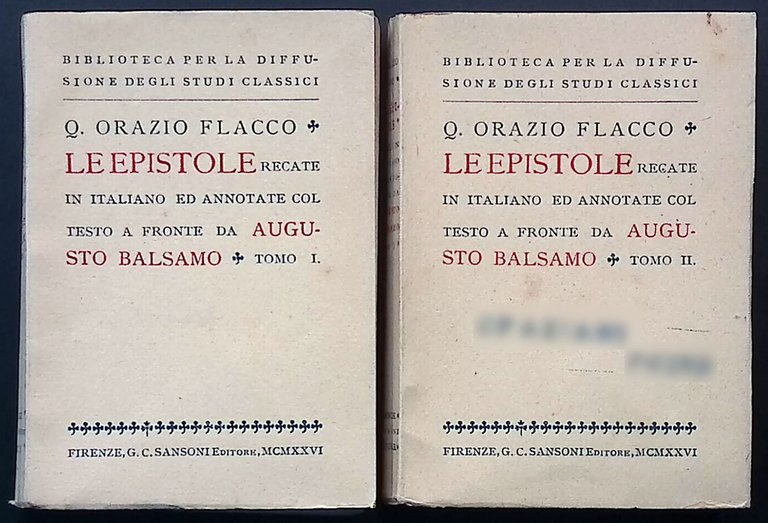 BIBLIOTECA PER LA DIFFU-
SIONE DEGLI STUDI CLASSICI
Q. ORAZIO FLACCO
LE EPISTOLE RECATE
IN ITALIANO ED ANNOTATE COL
TESTO A FRONTE DA AUGU-
STO BALSAMO TOMO I.
FIRENZE, G. C. SANSONI EDITORE, MCMXXVI
BIBLIOTECA PER LA DIFFU-
SIONE DEGLI STUDI CLASSICI
Q. ORAZIO FLACCO
LE EPISTOLE RECATE
IN ITALIANO ED ANNOTATE COL
TESTO A FRONTE DA AUGU-
STO BALSAMO TOMO II.
FIRENZE, G. C. SANSONI EDITORE, MCMXXVI